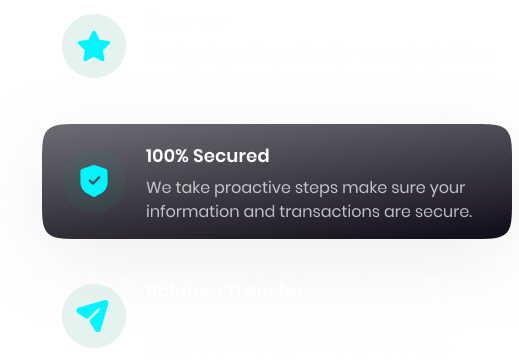 100% Secured
We take proactive steps make sure your
information and transactions are secure.
Balance Transfer